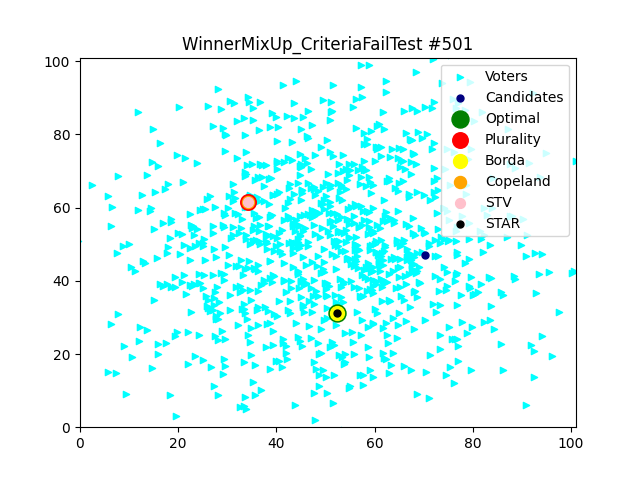 WinnerMixUp_CriteriaFailTest #501
100
80
60
40
20
0
0 20 40 60 80 100
Voters
Candidates
Optimal
Plurality
Borda
Copeland
STV
STAR